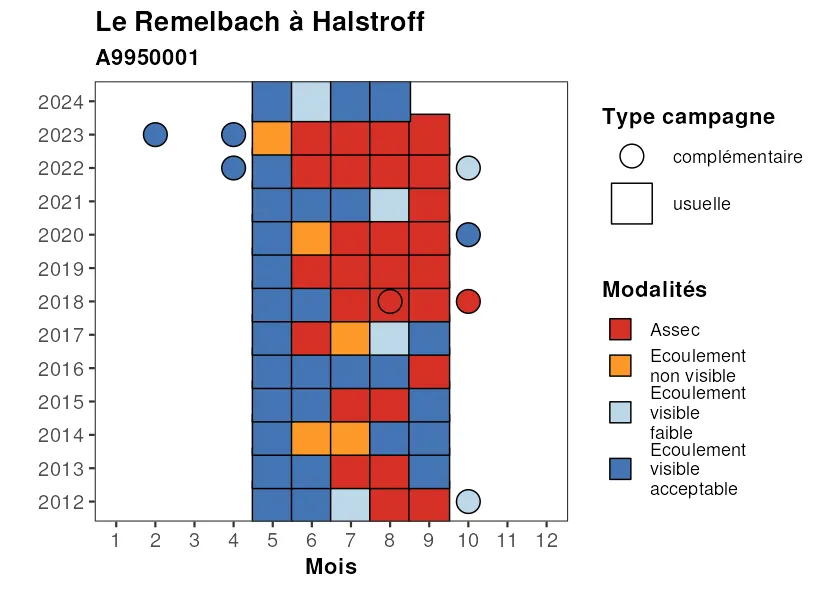 Le Remelbach à Halstroff
A9950001
2024
2023
2022
2021
2020
2019
2018
2017
2016
2015
2014
2013
2012
1 2 3 4 5 6 7 8 9 10 11 12
Mois
Type campagne
complémentaire
usuelle
Modalités
Assec
Ecoulement
non visible
Ecoulement
visible
faible
Ecoulement
visible
acceptable